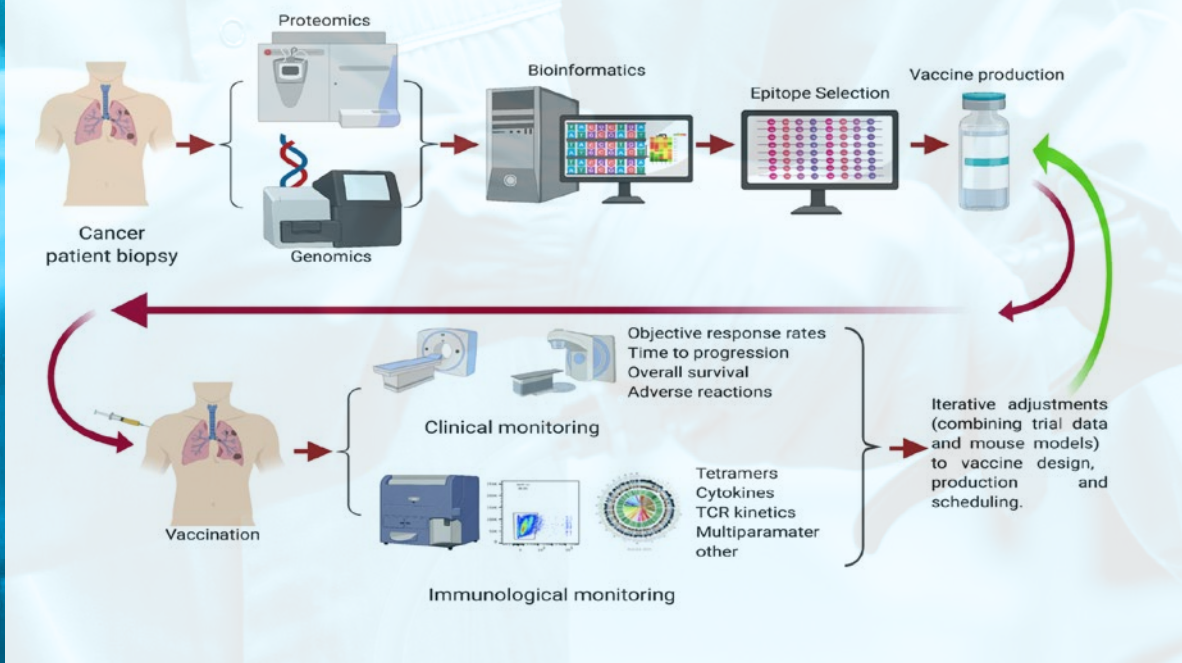 Proteomics
Bioinformatics
Epitope Selection
Vaccine production
Cancer
patient biopsy
Genomics
Objective response rates
Time to progression
Overall survival
Adverse reactions
Clinical monitoring
Iterative adjustments
(combining trial data
and mouse models)
to vaccine design,
production and
scheduling.
Vaccination
Tetramers
Cytokines
TCR kinetics
Multiparamater
other
Immunological monitoring